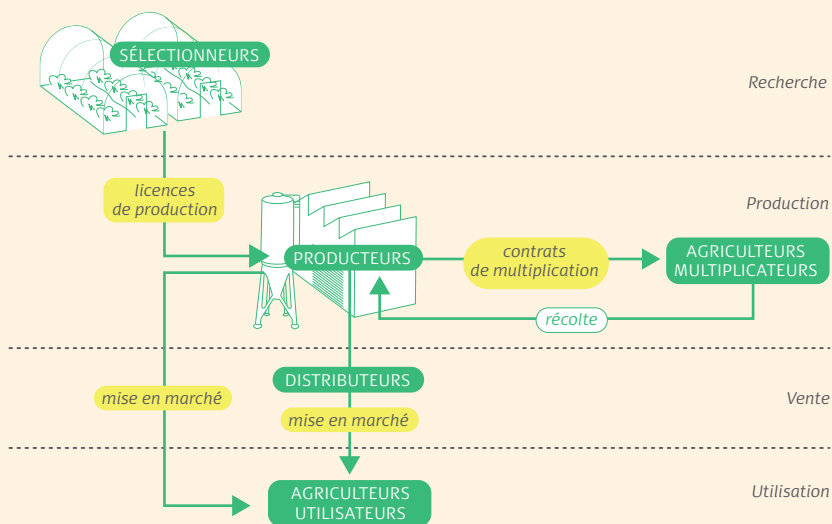 SÉLECTIONNEURS
Recherche
licences
de production
Production
PRODUCTEURS
contrats
de multiplication
AGRICULTEURS
MULTIPLICATEURS
récolte
DISTRIBUTEURS
mise en marché
mise en marché
Vente
AGRICULTEURS
UTILISATEURS
Utilisation